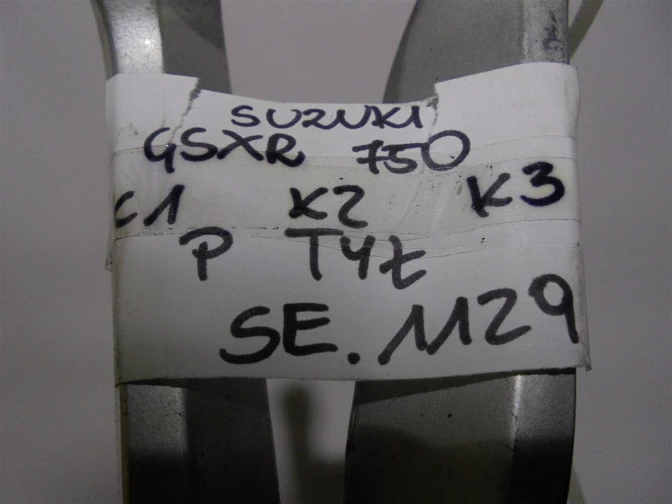 SUZUKI
GSXR 750
K1 K2 K3
P TYŁ
SE. 1129